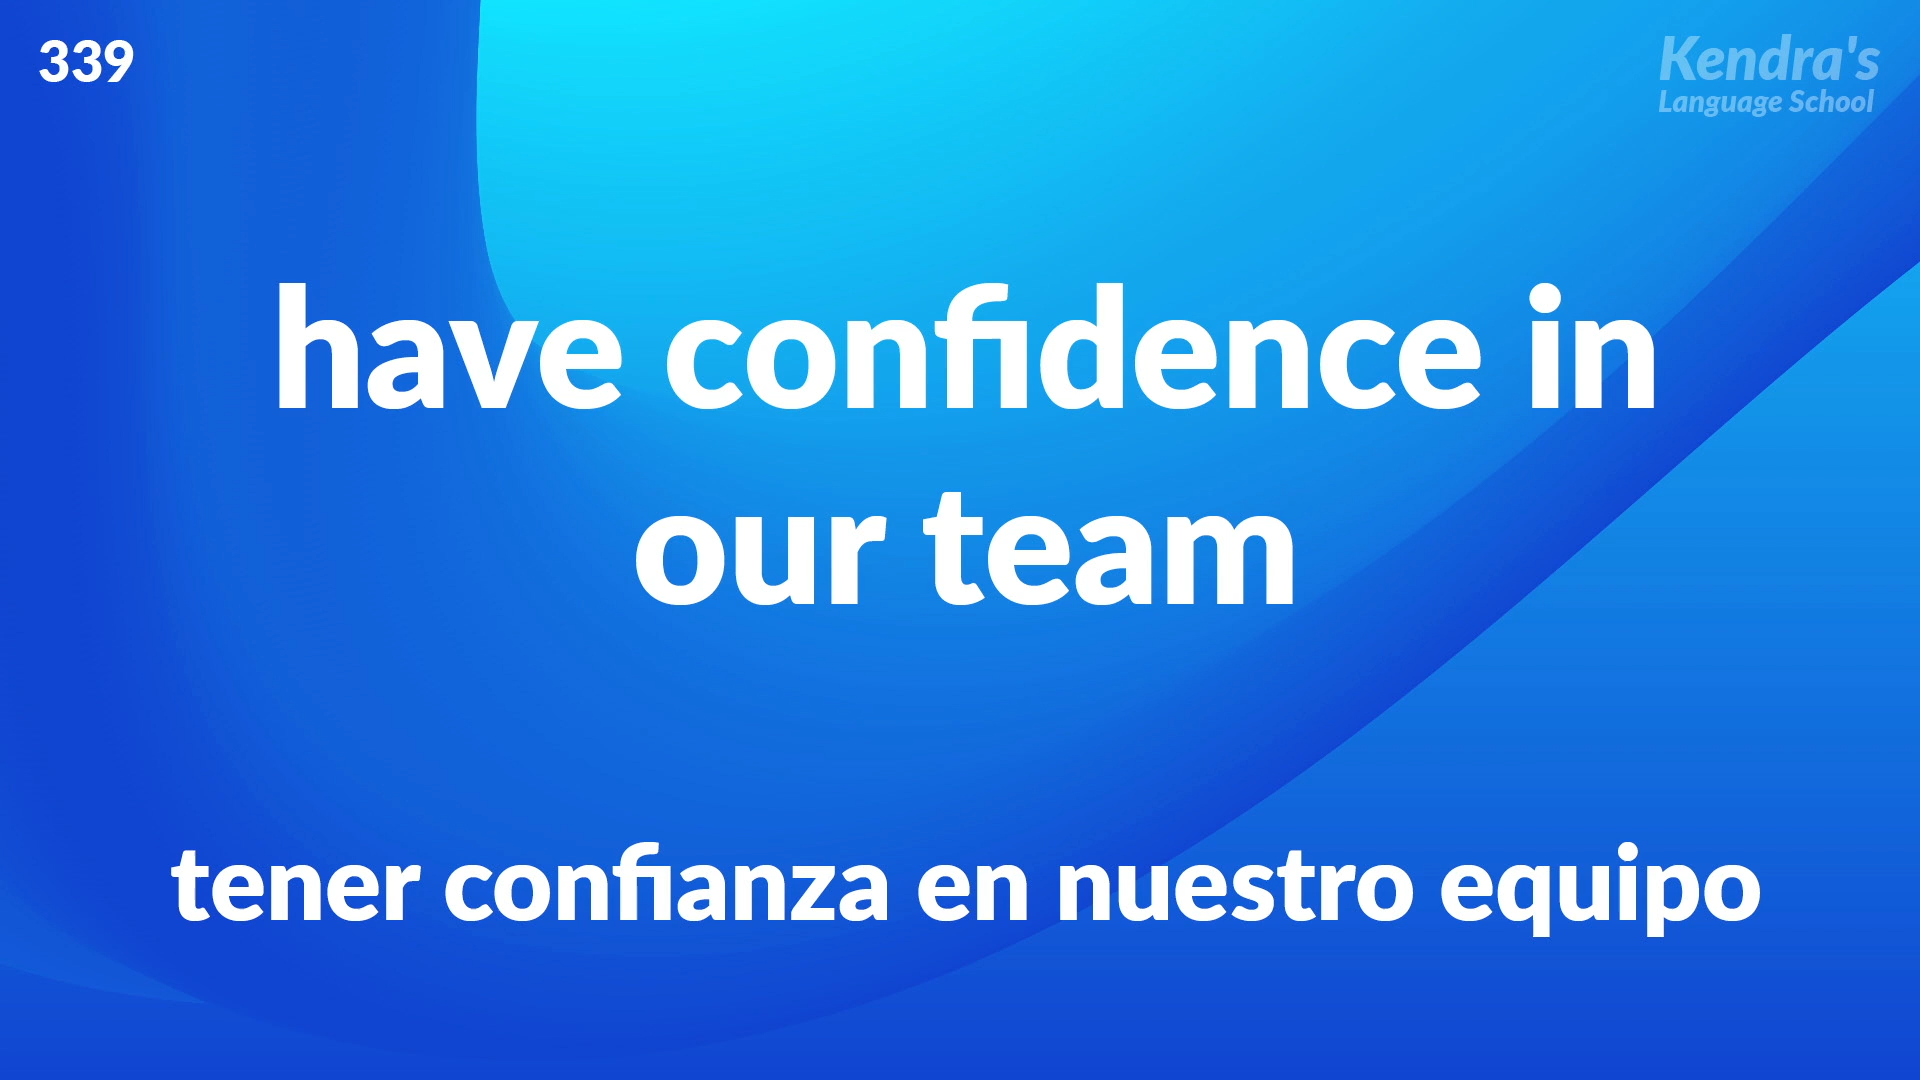 339
Kendra's
Language School
have confidence in
our team
tener confianza en nuestro equipo